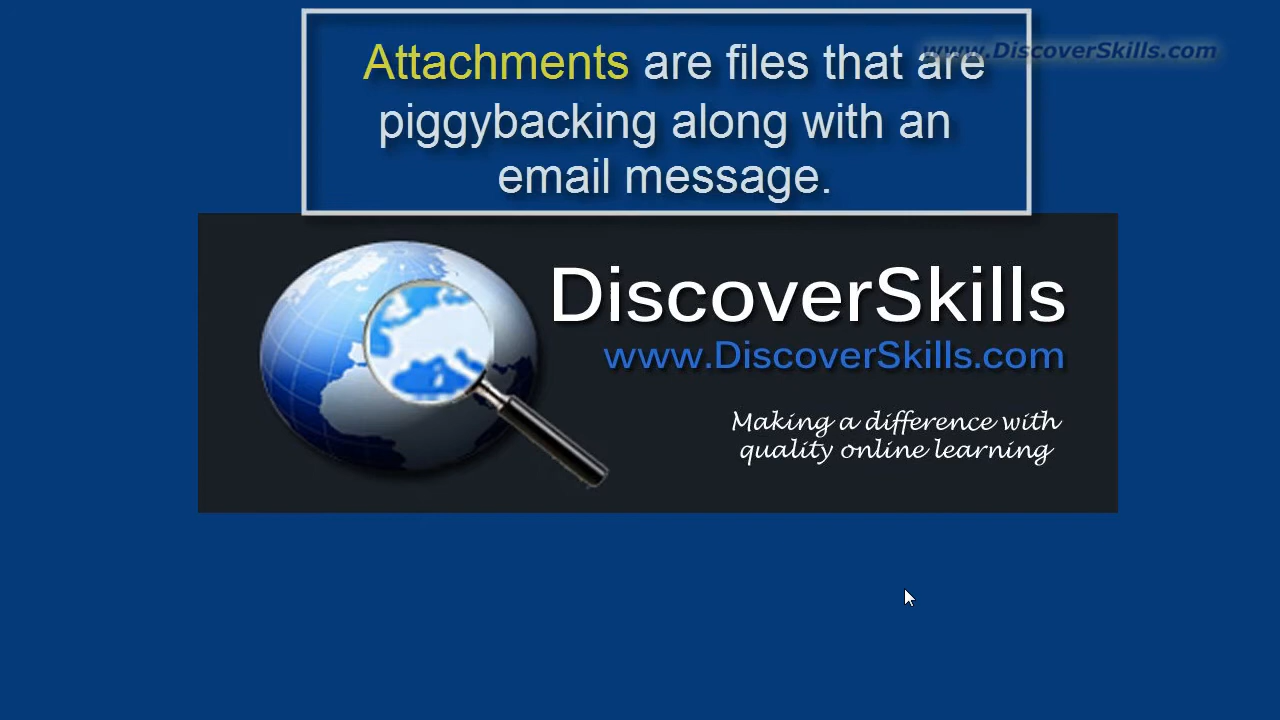 www.DiscoverSkills.com
Attachments are files that are
piggybacking along with an
email message.
DiscoverSkills
www.DiscoverSkills.com
Making a difference with
quality online learning